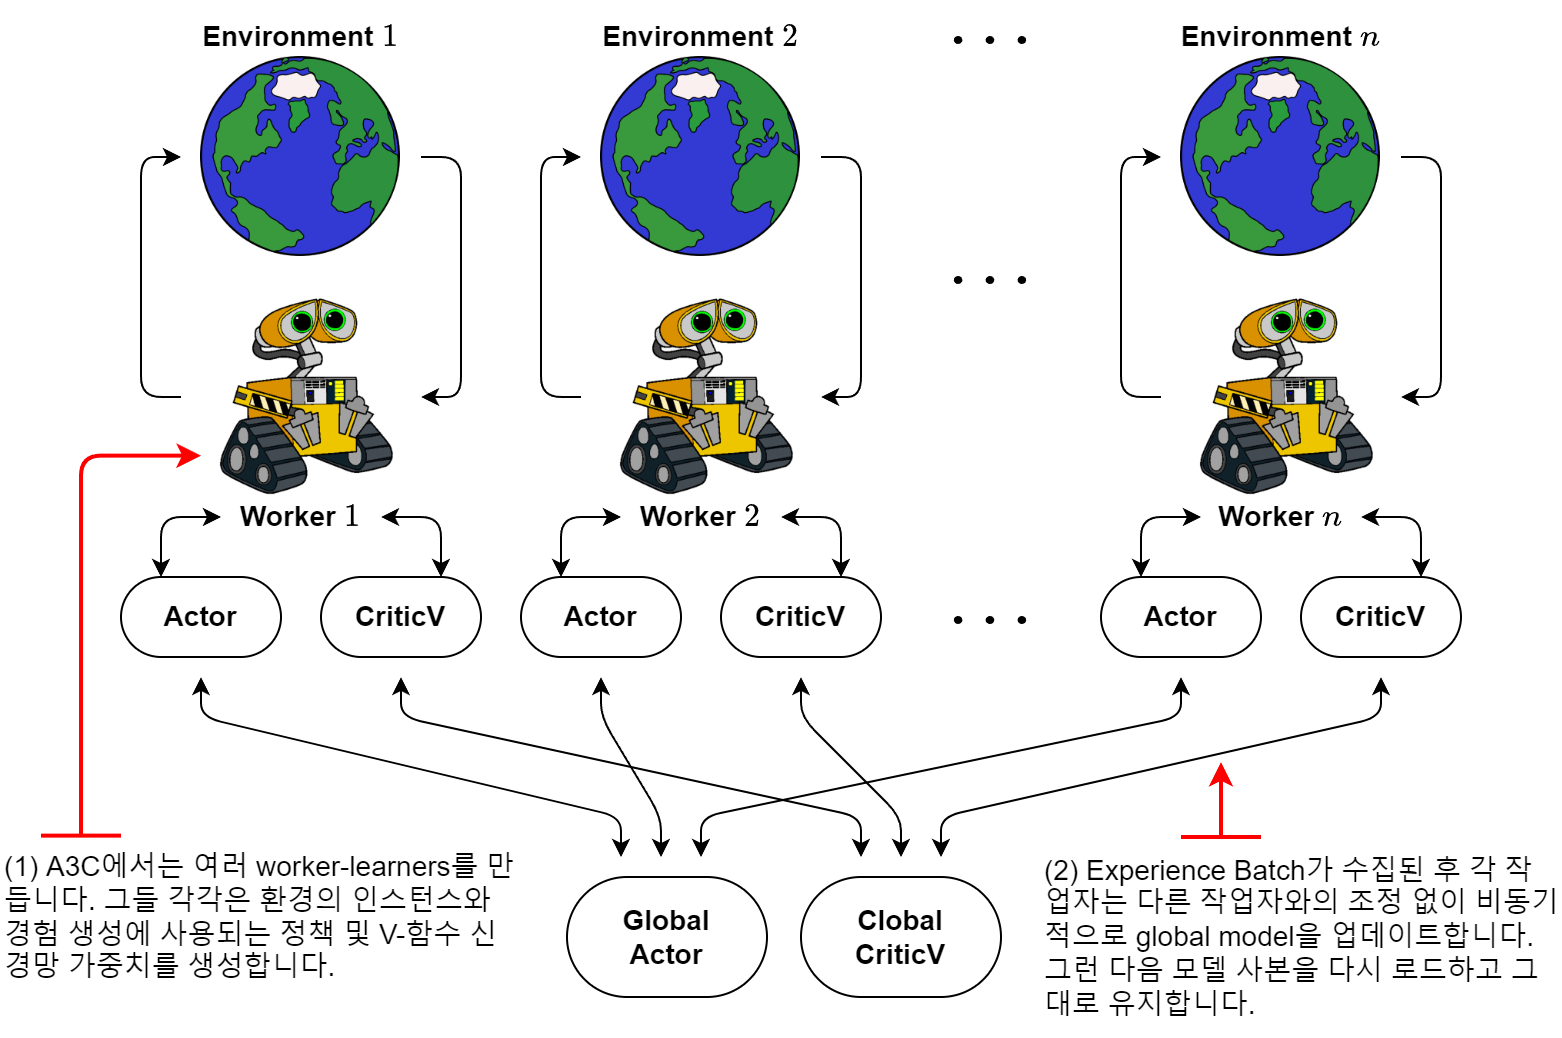 Environment 1
Environment 2
Environment n
Worker 1
Worker 2
Worker n
Actor
CriticV
Actor
CriticV
Actor
CriticV
Global
Actor
Clobal
CriticV
(1) A3C에서는 여러 worker-learners를 만
듭니다. 그들 각각은 환경의 인스턴스와
경험 생성에 사용되는 정책 및 V-함수 신
경망 가중치를 생성합니다.
(2) Experience Batch가 수집된 후 각 작
업자는 다른 작업자와의 조정 없이 비동기
적으로 global model을 업데이트합니다.
그런 다음 모델 사본을 다시 로드하고 그
대로 유지합니다.